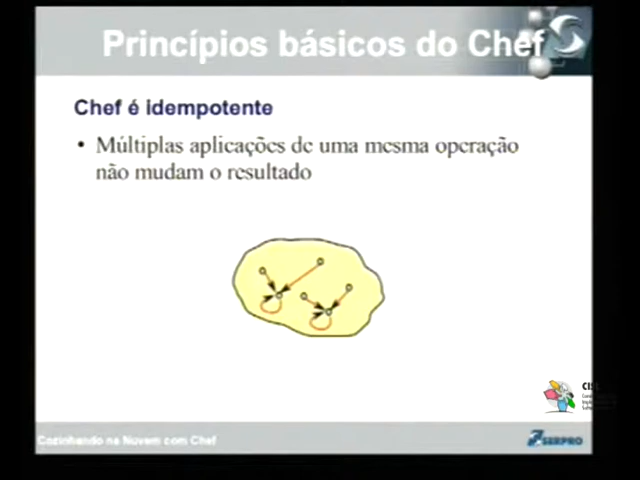 Princípios básicos do Chef
Chef é idempotente
• Múltiplas aplicações de uma mesma operação
não mudam o resultado
Cozinhando na Nuvem com Chef
SERPRO